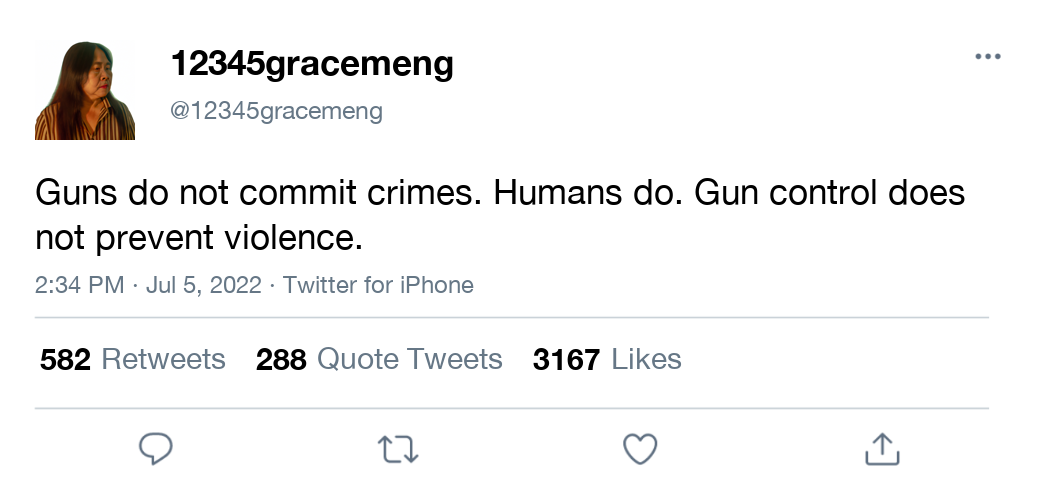 12345gracemeng
@12345gracemeng
Guns do not commit crimes. Humans do. Gun control does
not prevent violence.
2:34 PM · Jul 5, 2022 · Twitter for iPhone
582 Retweets 288 Quote Tweets 3167 Likes